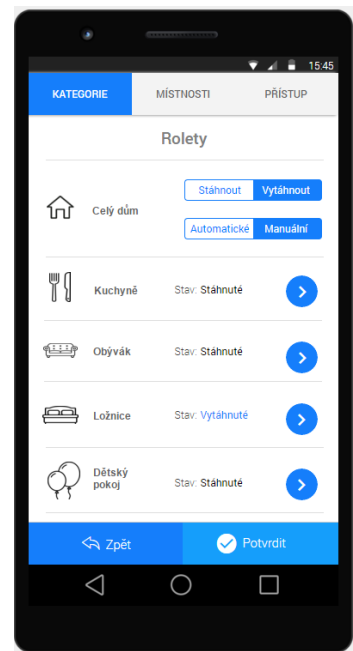 15:45
KATEGORIE MÍSTNOSTI PŘÍSTUP
Rolety
Stáhnout Vytáhnout
Celý dům
Automatické Manuální
Kuchyně Stav: Stáhnuté
Obývák Stav: Stáhnuté
Ložnice Stav: Vytáhnuté
Dětský
pokoj Stav: Stáhnuté
Zpět Potvrdit